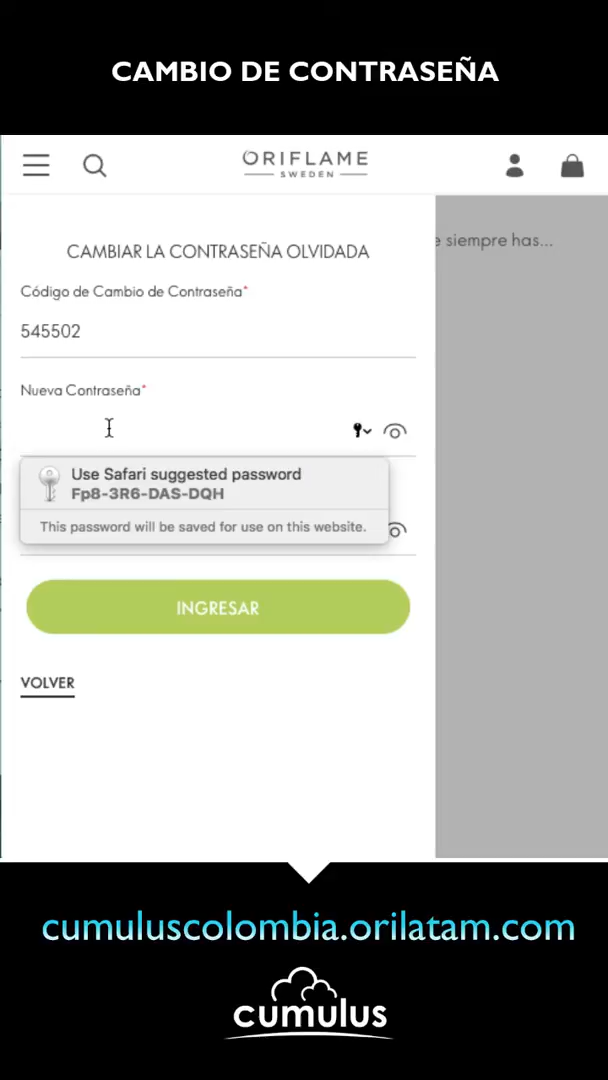 CAMBIO DE CONTRASEÑA
ORIFLAME
SWEDEN
e siempre has...
CAMBIAR LA CONTRASEÑA OLVIDADA
Código de Cambio de Contraseña*
545502
Nueva Contraseña*
Use Safari suggested password
Fp8-3R6-DAS-DQH
This password will be saved for use on this website.
INGRESAR
VOLVER
cumuluscolombia.orilatam.com
cumulus